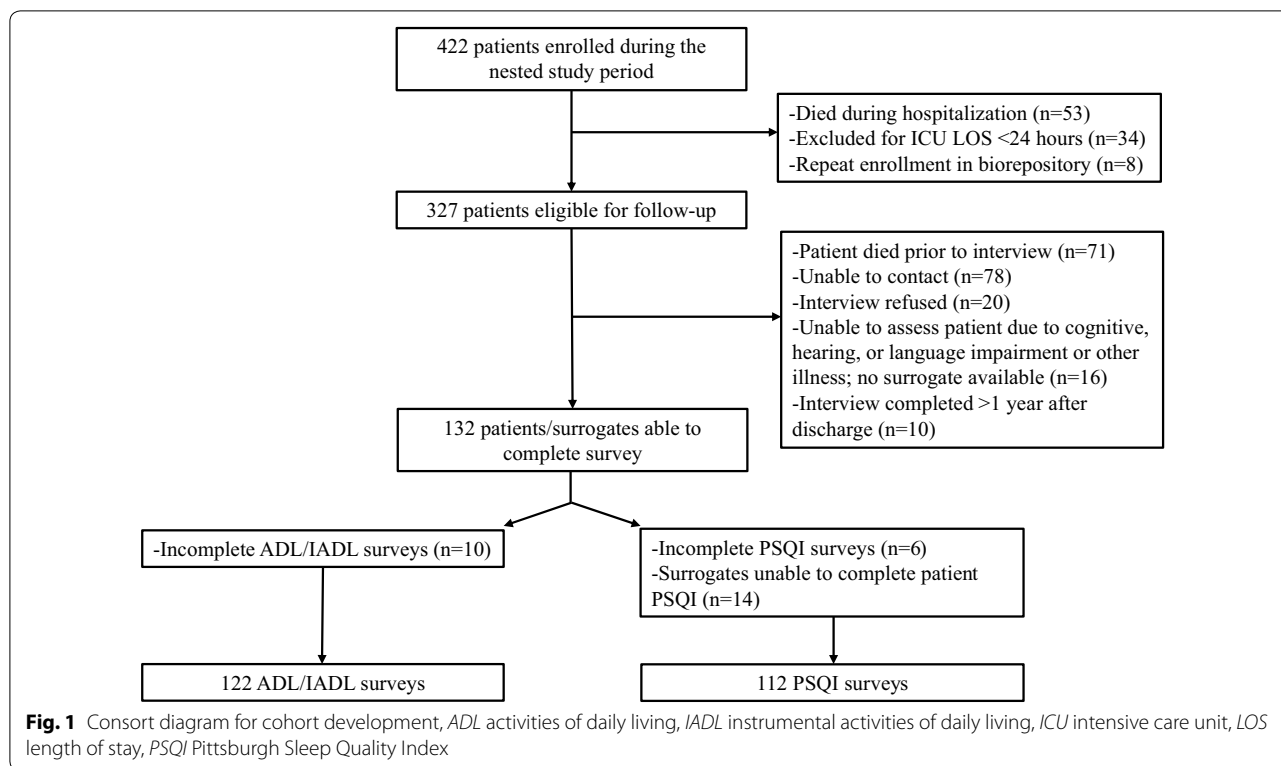 422 patients enrolled during the
nested study period
-Died during hospitalization (n=53)
-Excluded for ICU LOS <24 hours (n=34)
-Repeat enrollment in biorepository (n=8)
327 patients eligible for follow-up
-Patient died prior to interview (n=71)
-Unable to contact (n=78)
-Interview refused (n=20)
-Unable to assess patient due to cognitive,
hearing, or language impairment or other
illness; no surrogate available (n=16)
-Interview completed >1 year after
discharge (n=10)
132 patients/surrogates able to
complete survey
-Incomplete ADL/IADL surveys (n=10)
-Incomplete PSQI surveys (n=6)
-Surrogates unable to complete patient
PSQI (n=14)
122 ADL/IADL surveys
112 PSQI surveys
Fig. 1 Consort diagram for cohort development, ADL activities of daily living, IADL instrumental activities of daily living, ICU intensive care unit, LOS
length of stay, PSQI Pittsburgh Sleep Quality Index